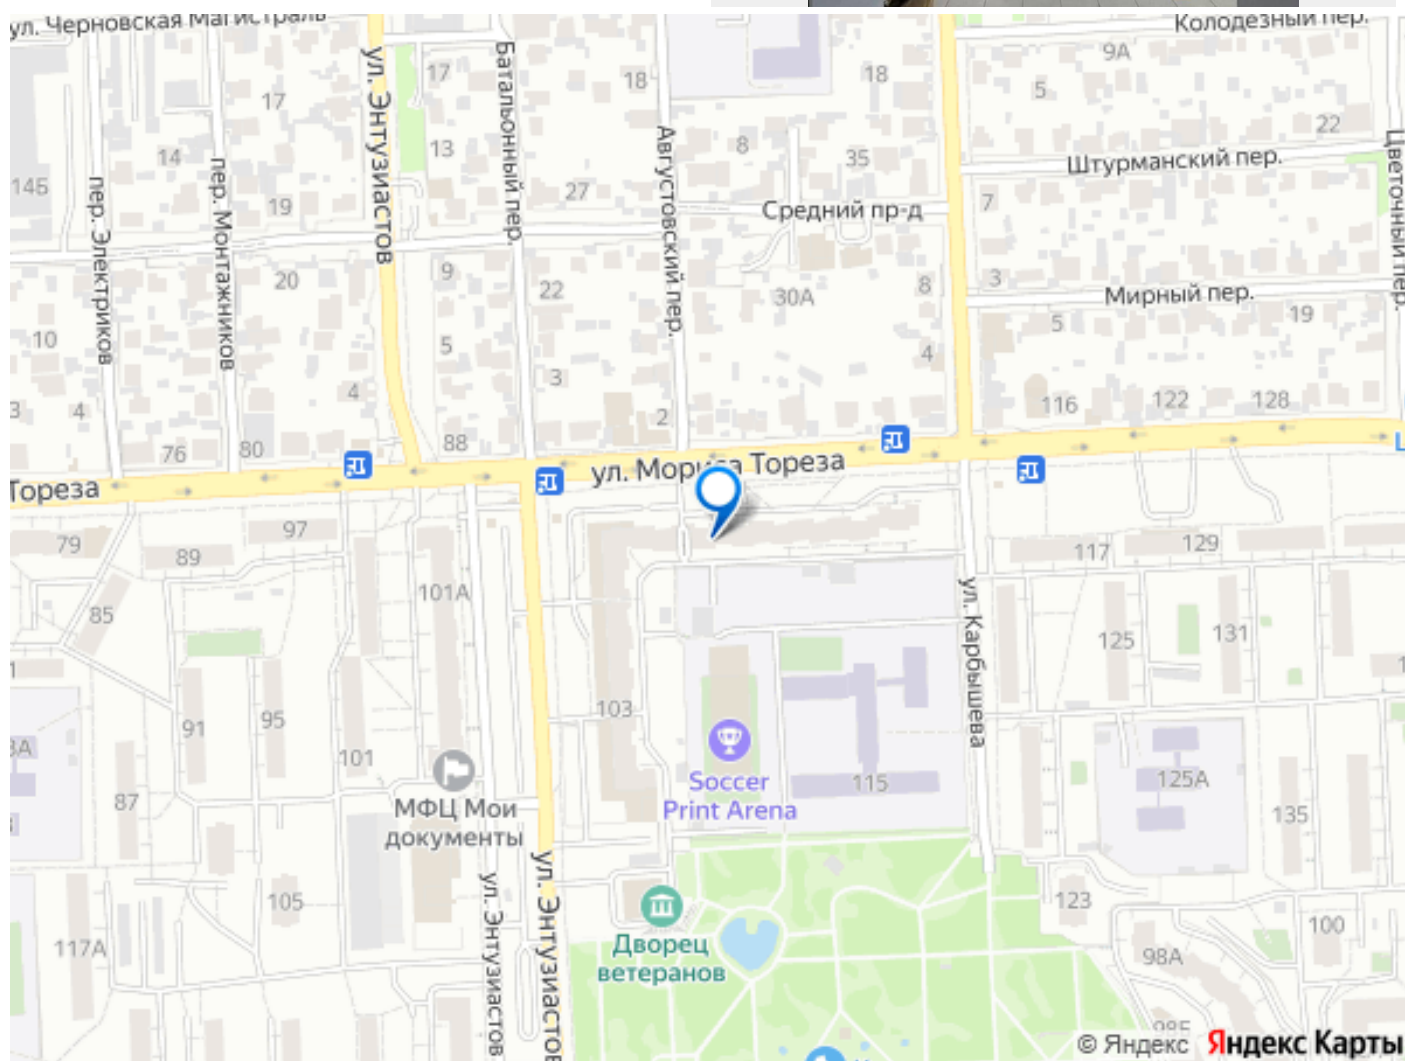 ул. Черновская Магистраль
Колодезный пер.
ул. Энтузиастов
17
Батальонный пер.
18
18
9А
5
17
22
Августовский пер.
8
35
Штурманский пер.
Цветочный пер.
14
13
145
пер. Электриков
пер. Монтажников
27
19
Средний пр-д
7
9
20
22
30А
8
3
Мирный пер.
5
19
10
5
4
3
4
3
4
2
116
122
128
76
80
88
ул. Мориса Тореза
Тореза
79
89
97
101А
117
129
85
ул. Карбышева
125
131
91
95
103
101
Soccer
Print Arena
115
125А
87
МФЦ Мои
документы
135
105
ул. Энтузиастов
ул. Энтузиастов
123
100
117А
Дворец
ветеранов
98А
© Яндекс
Яндекс Карты